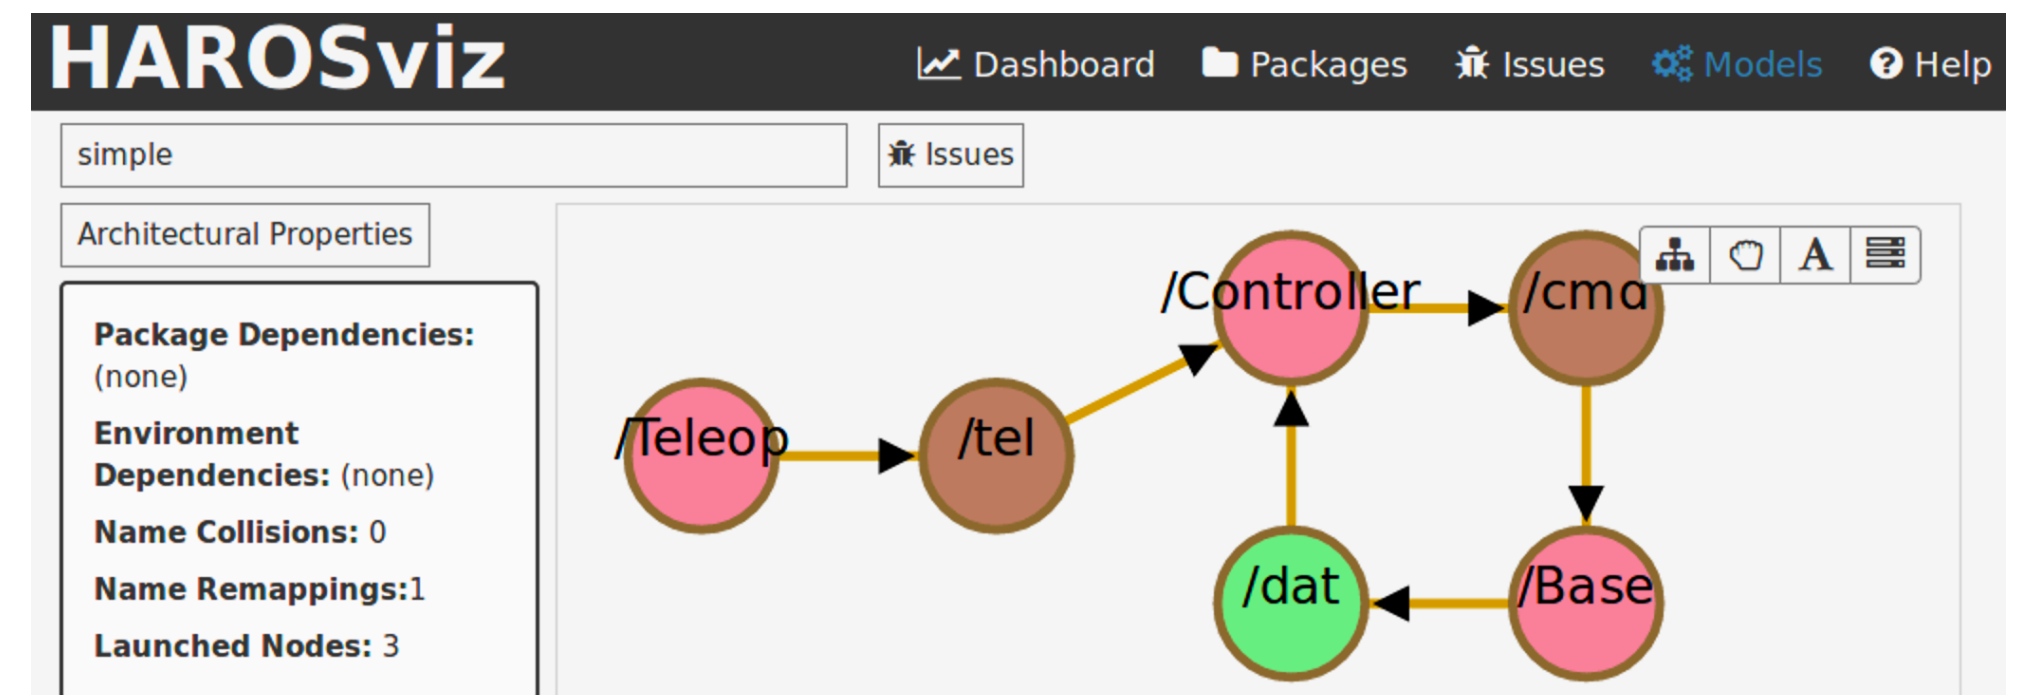 HAROSviz
Dashboard Packages Issues Models Help
simple
Issues
Architectural Properties
Package Dependencies:
(none)
Environment
Dependencies: (none)
Name Collisions: 0
Name Remappings:1
Launched Nodes: 3
/Controller
/cmd
A
/Teleop
/tel
/dat
/Base